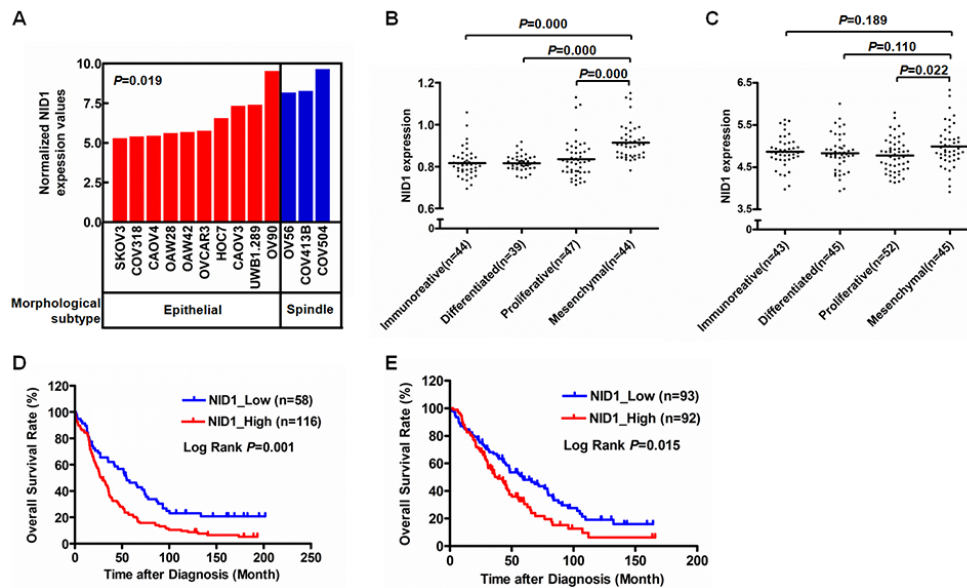 A
P=0.019
Normalized NID1
expression values
10.0
7.5
5.0
2.5
0.0
SKOV3
COV318
CAOV4
OAW28
OAW42
OVCAR3
HOC7
CAOV3
UWB1.289
OV90
OV56
COV413B
COV504
Morphological
subtype
Epithelial
Spindle
B
P=0.000
P=0.000
P=0.000
NID1 expression
1.2
1.0
0.8
0.6
0
Immunoreative(n=44)
Differentiated(n=39)
Proliferative(n=47)
Mesenchymal(n=44)
C
P=0.189
P=0.110
P=0.022
NID1 expression
6.5
5.5
4.5
3.5
0
Immunoreative(n=43)
Differentiated(n=45)
Proliferative(n=52)
Mesenchymal(n=45)
D
NID1_Low (n=58)
NID1_High (n=116)
Log Rank P=0.001
Overall Survival Rate (%)
120
100
80
60
40
20
0
0 50 100 150 200 250
Time after Diagnosis (Month)
E
NID1_Low (n=93)
NID1_High (n=92)
Log Rank P=0.015
Overall Survival Rate (%)
120
100
80
60
40
20
0
0 50 100 150 200
Time after Diagnosis (Month)